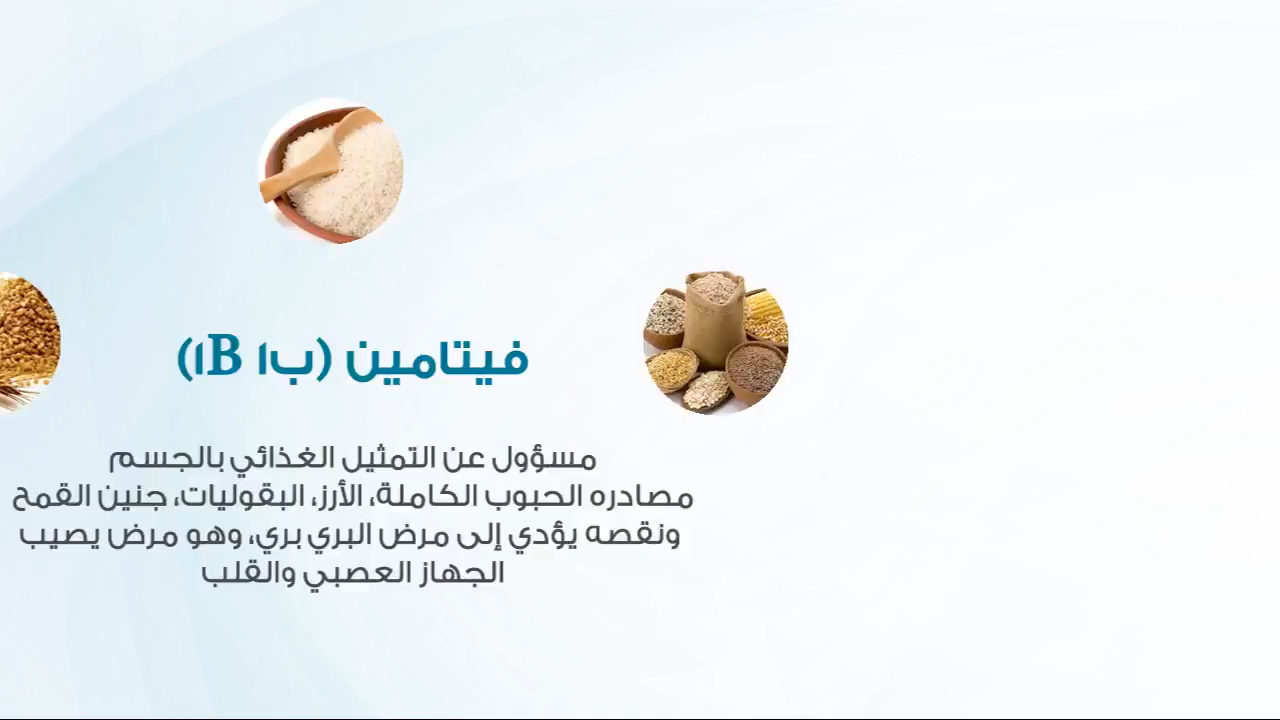 فيتامين (ب١ B١)
مسؤول عن التمثيل الغذائي بالجسم
مصادره الحبوب الكاملة، الأرز، البقوليات، جنين القمح
ونقصه يؤدي إلى مرض البري بري، وهو مرض يصيب
الجهاز العصبي والقلب